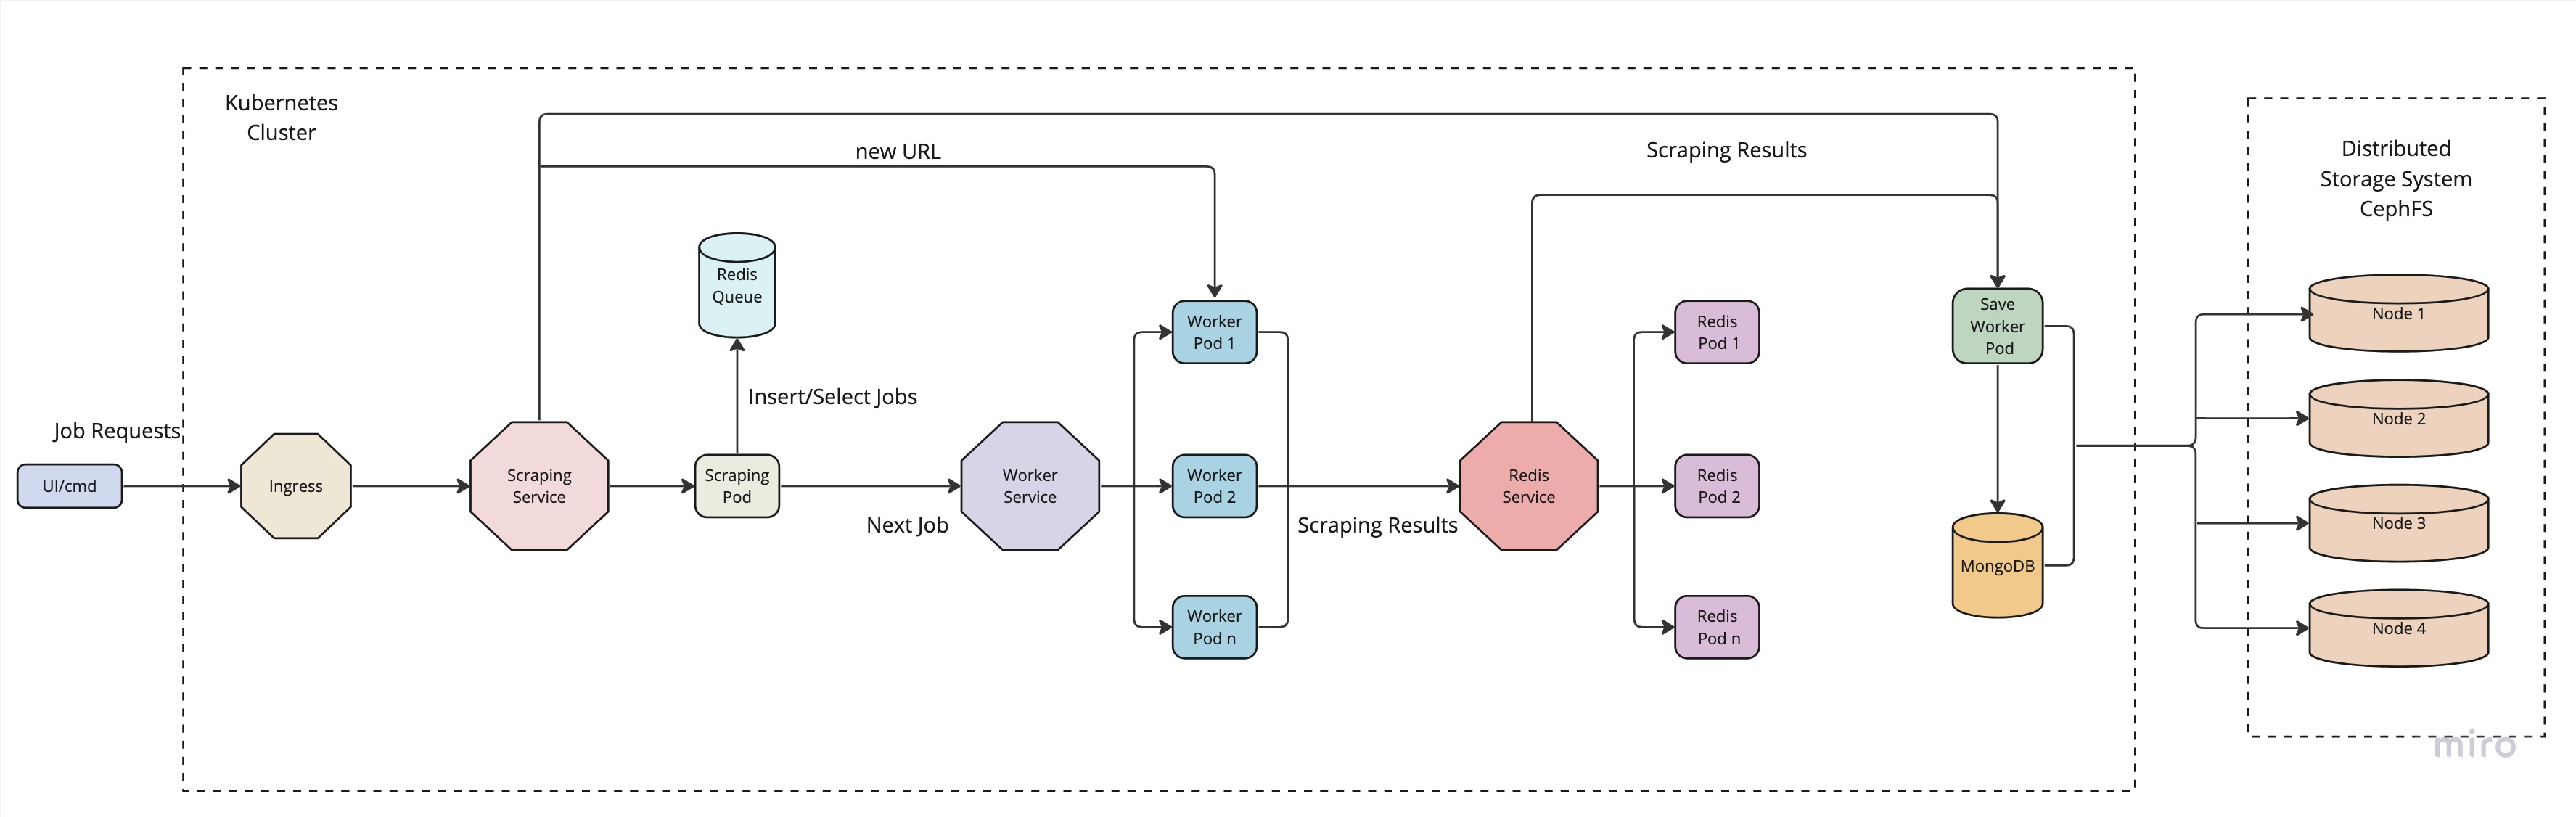 Kubernetes
Cluster
new URL
Scraping Results
Distributed
Storage System
CephFS
Redis
Queue
Save
Worker
Pod
Worker
Pod 1
Redis
Pod 1
Node 1
Insert/Select Jobs
Node 2
Job Requests
UI/cmd
Ingress
Scraping
Service
Scraping
Pod
Next Job
Worker
Service
Worker
Pod 2
Scraping Results
Redis
Service
Redis
Pod 2
Node 3
MongoDB
Worker
Pod n
Redis
Pod n
Node 4
miro